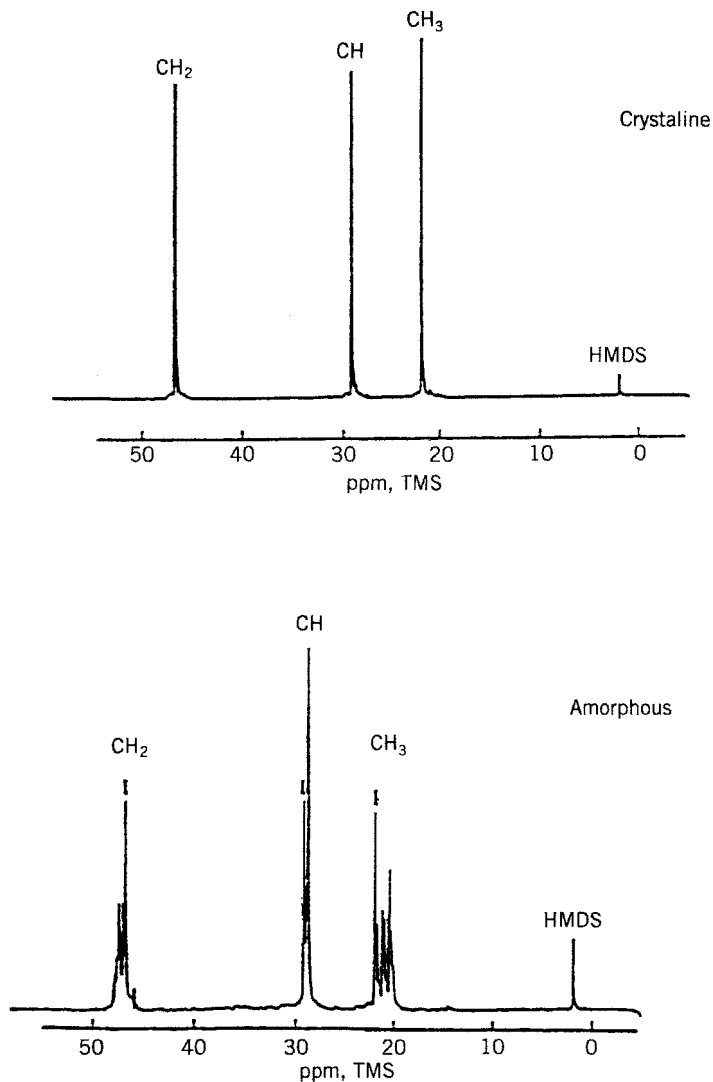 CH₃
CH₂
CH
Crystaline
HMDS
50 40 30 20 10 0
ppm, TMS
CH
Amorphous
CH₂
CH₃
I I I
HMDS
50 40 30 20 10 0
ppm, TMS